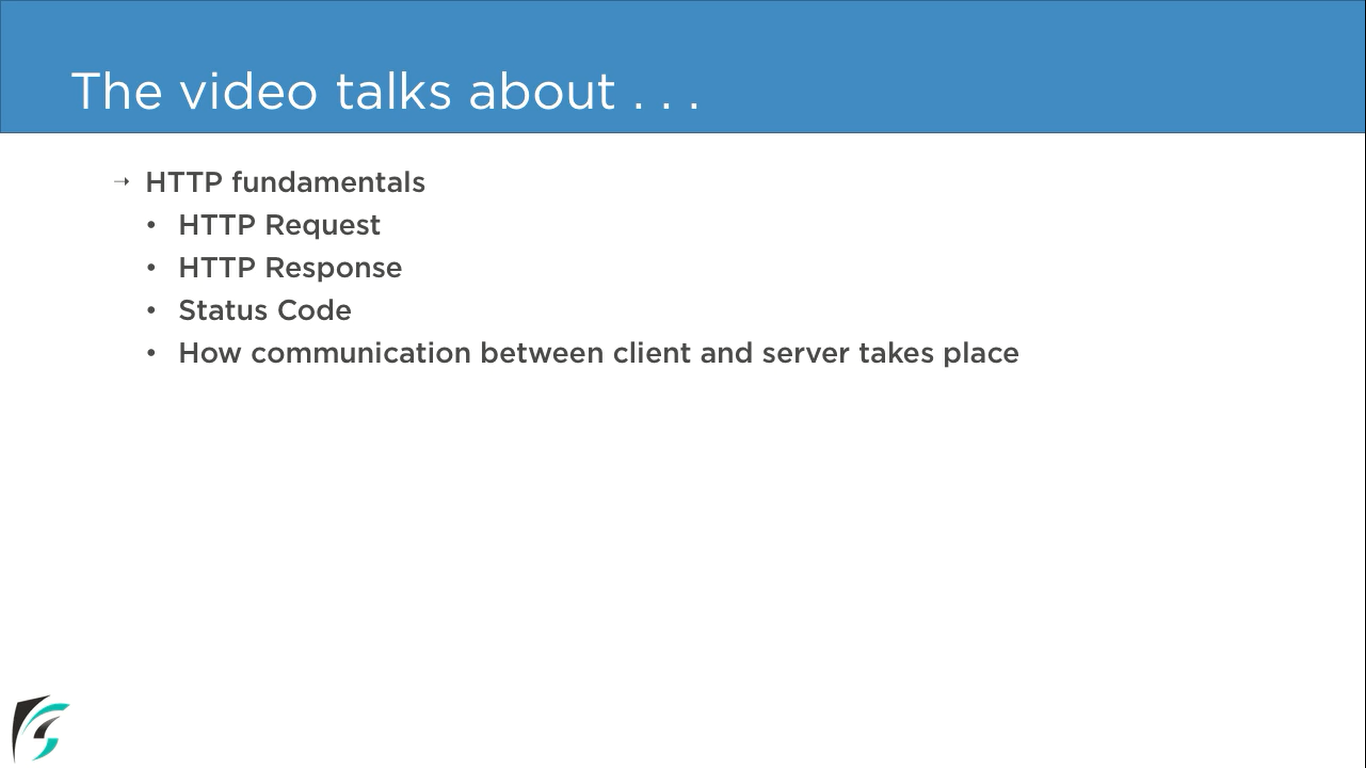 The video talks about . . .
→ HTTP fundamentals
• HTTP Request
• HTTP Response
• Status Code
• How communication between client and server takes place